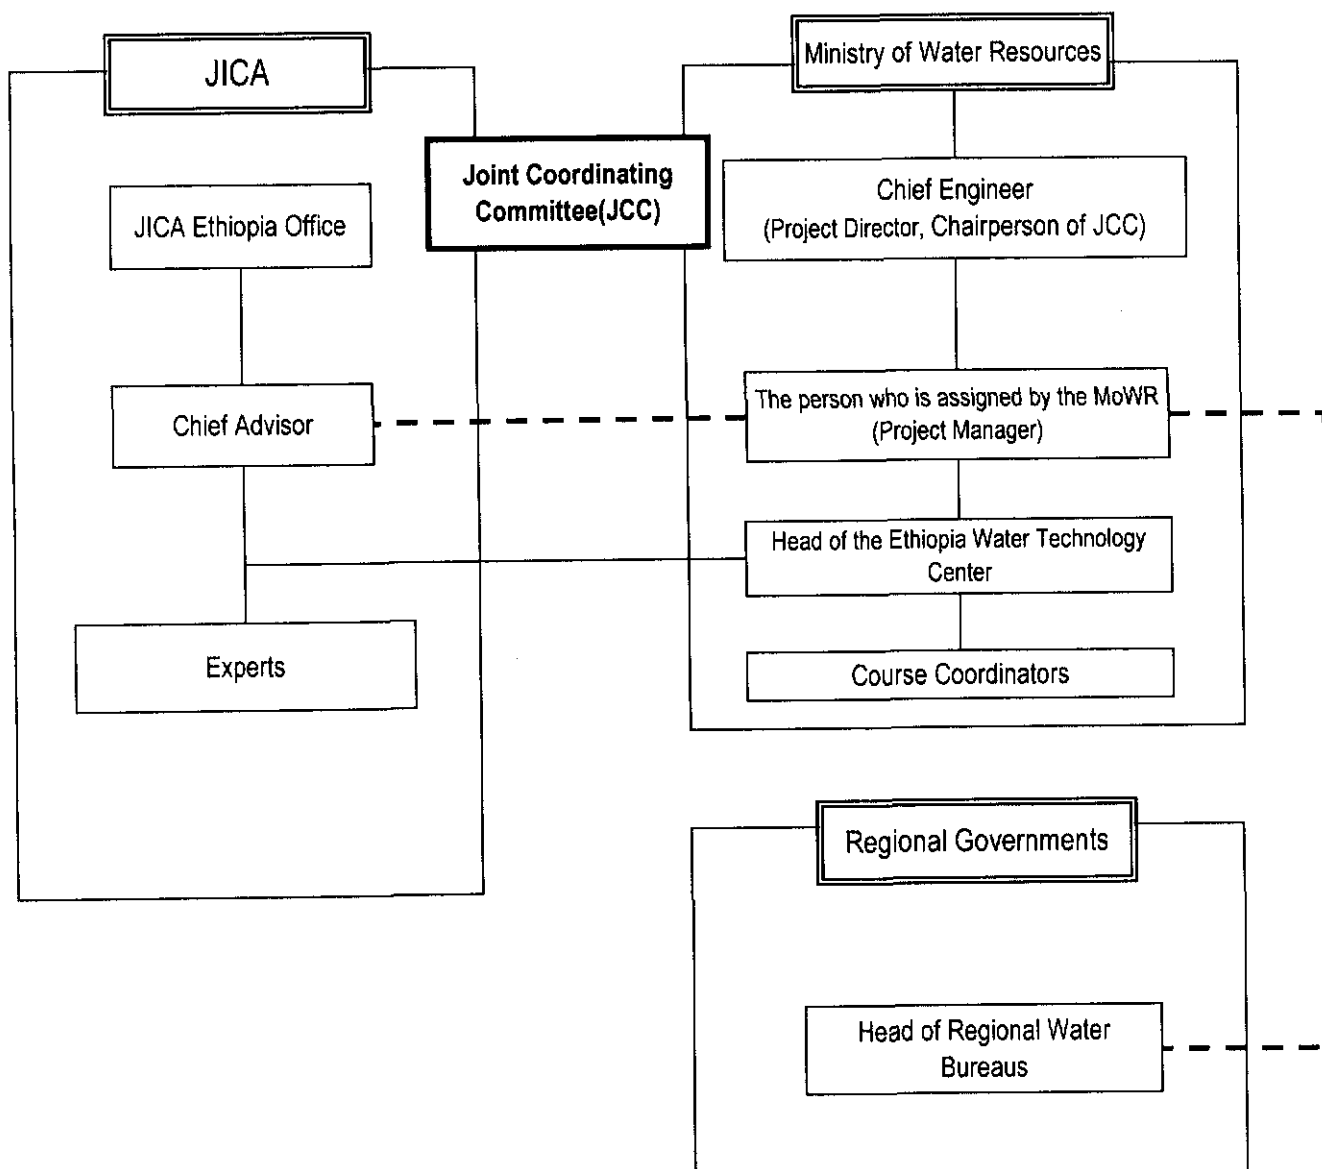 JICA
Ministry of Water Resources
Joint Coordinating
Committee(JCC)
JICA Ethiopia Office
Chief Engineer
(Project Director, Chairperson of JCC)
Chief Advisor
The person who is assigned by the MoWR
(Project Manager)
Head of the Ethiopia Water Technology
Center
Experts
Course Coordinators
Regional Governments
Head of Regional Water
Bureaus